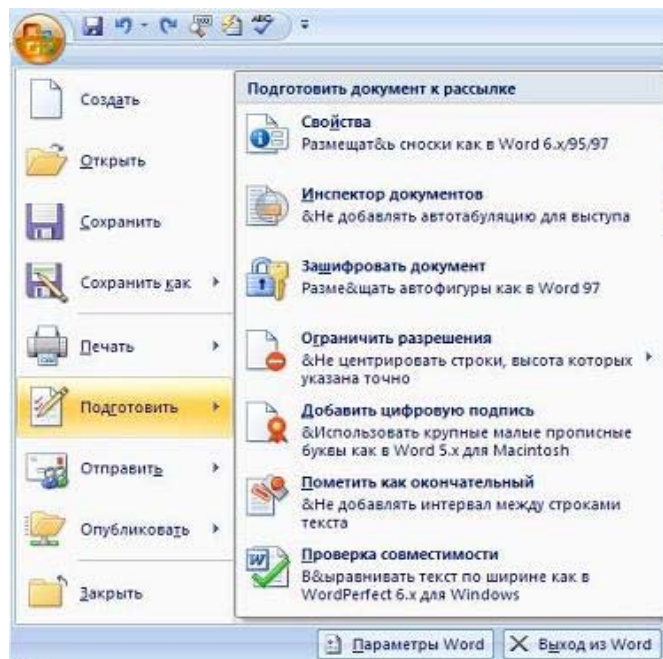 Создать
Открыть
Сохранить
Сохранить как
Печать
Подготовить
Отправить
Опубликовать
Закрыть
Подготовить документ к рассылке
Свойства
Размещат&ь сноски как в Word 6.x/95/97
Инспектор документов
&Не добавлять автотабуляцию для выступа
Зашифровать документ
Разме&щать автофигуры как в Word 97
Ограничить разрешения
&Не центрировать строки, высота которых
указана точно
Добавить цифровую подпись
&Использовать крупные малые прописные
буквы как в Word 5.x для Macintosh
Пометить как окончательный
&Не добавлять интервал между строками
текста
Проверка совместимости
В&ыравнивать текст по ширине как в
WordPerfect 6.x для Windows
Параметры Word
Выход из Word